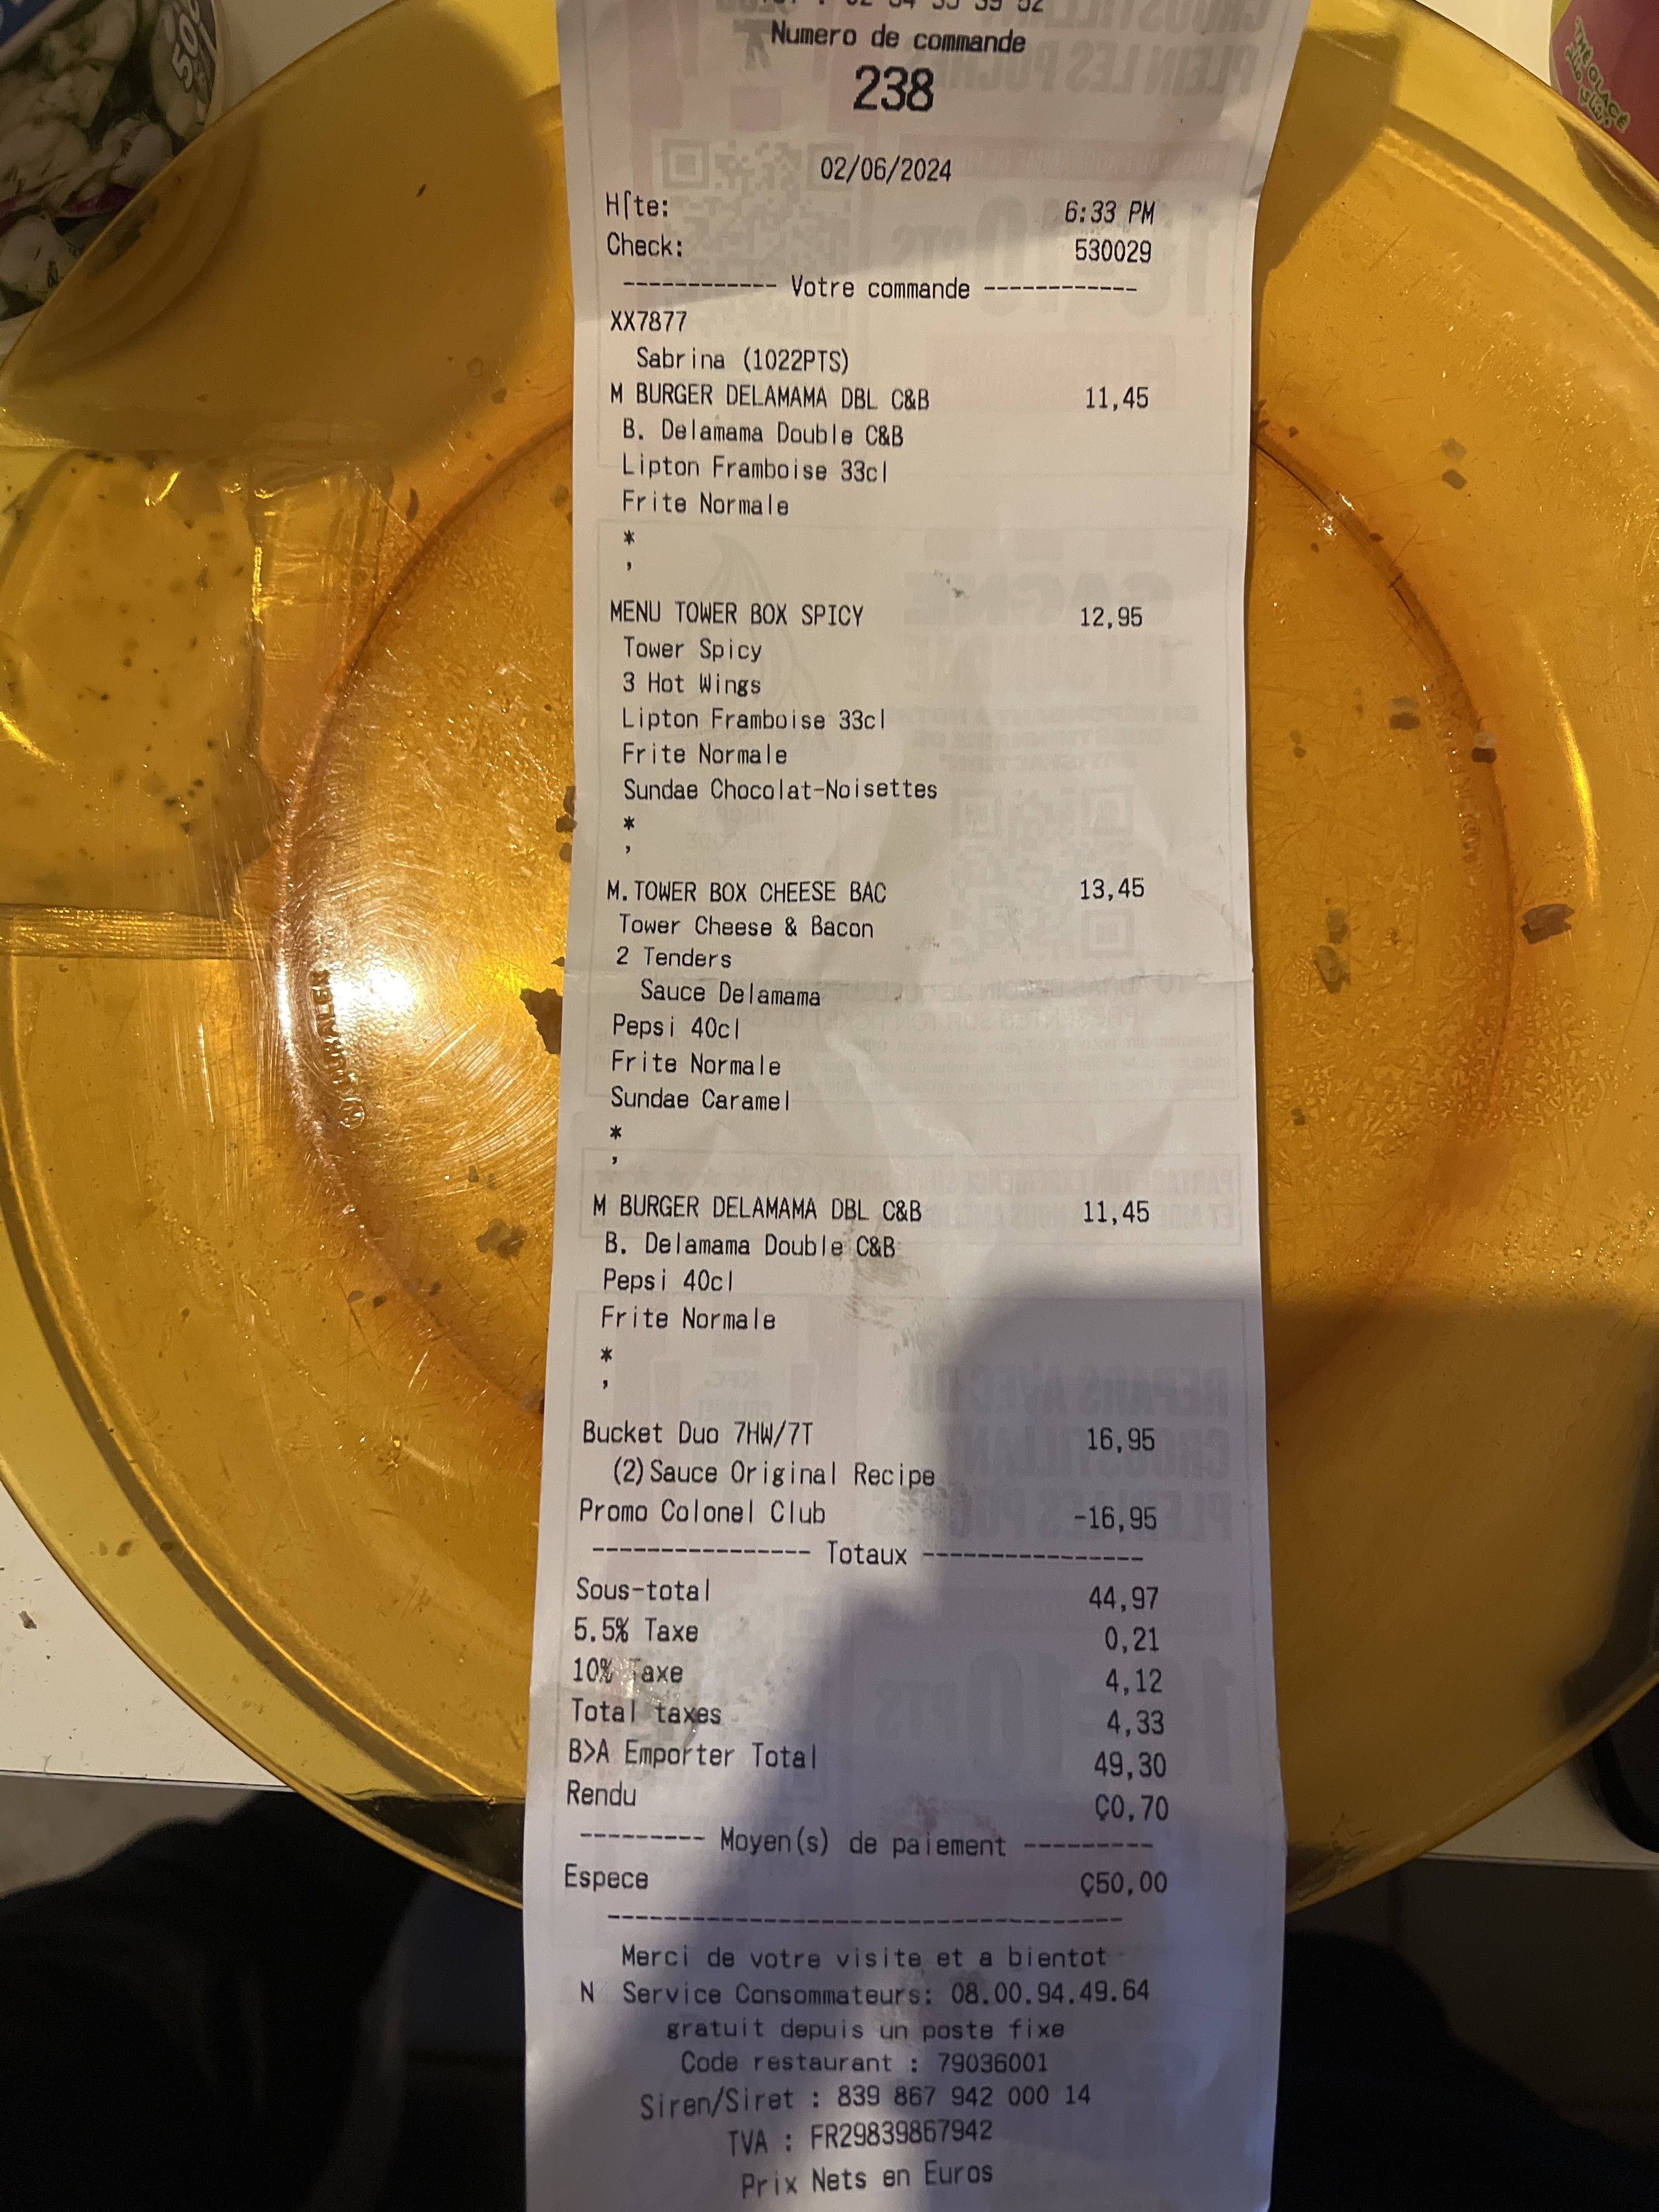 Numero de commande
238
02/06/2024
H⌈te: 6:33 PM
Check: 530029
------------ Votre commande ------------
XX7877
Sabrina (1022PTS)
M BURGER DELAMAMA DBL C&B 11,45
B. Delamama Double C&B
Lipton Framboise 33cl
Frite Normale
*
,
MENU TOWER BOX SPICY 12,95
Tower Spicy
3 Hot Wings
Lipton Framboise 33cl
Frite Normale
Sundae Chocolat-Noisettes
*
,
M.TOWER BOX CHEESE BAC 13,45
Tower Cheese & Bacon
2 Tenders
Sauce Delamama
Pepsi 40cl
Frite Normale
Sundae Caramel
*
,
M BURGER DELAMAMA DBL C&B 11,45
B. Delamama Double C&B
Pepsi 40cl
Frite Normale
*
,
Bucket Duo 7HW/7T 16,95
(2)Sauce Original Recipe
Promo Colonel Club -16,95
---------------- Totaux ----------------
Sous-total 44,97
5.5% Taxe 0,21
10% Taxe 4,12
Total taxes 4,33
B>A Emporter Total 49,30
Rendu Ç0,70
--------- Moyen(s) de paiement ---------
Espece Ç50,00
--------------------------------------
Merci de votre visite et a bientot
N Service Consommateurs: 08.00.94.49.64
gratuit depuis un poste fixe
Code restaurant : 79036001
Siren/Siret : 839 867 942 000 14
TVA : FR29839867942
Prix Nets en Euros
THÉ GLACÉ